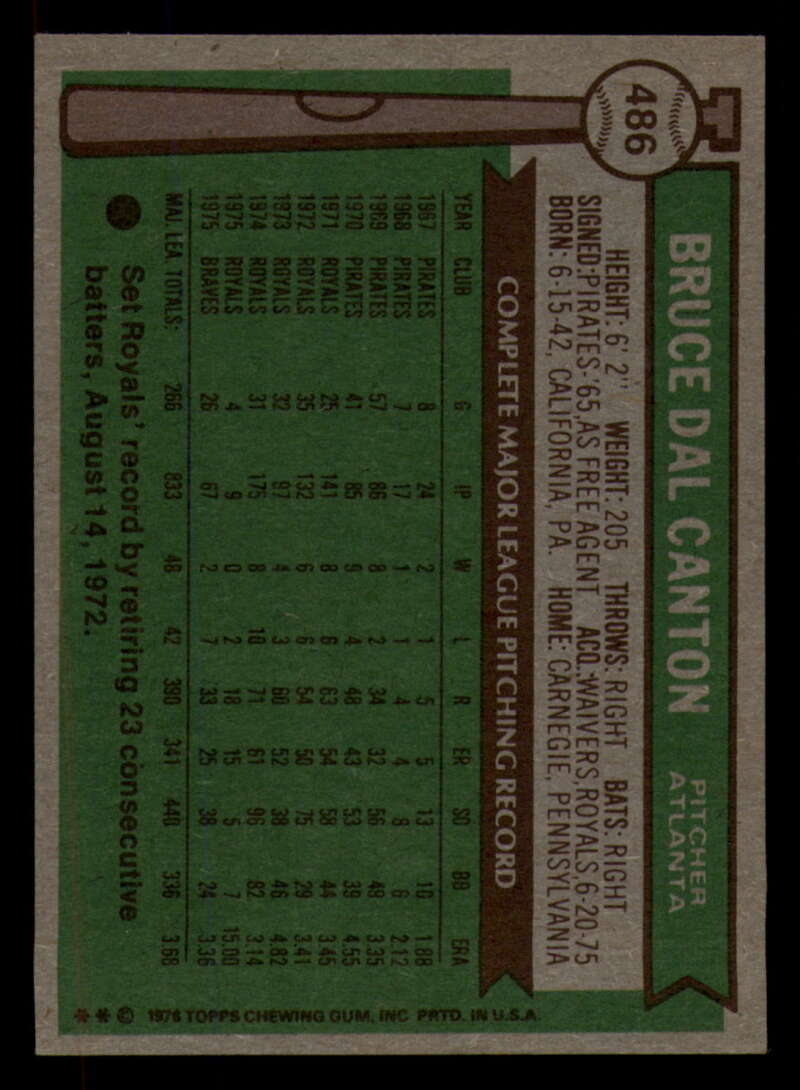 486
BRUCE DAL CANTON
PITCHER
ATLANTA
HEIGHT: 6' 2" WEIGHT: 205 THROWS: RIGHT BATS: RIGHT
SIGNED:PIRATES-'65,AS FREE AGENT ACQ.:WAIVERS,ROYALS,6-20-75
BORN: 6-15-42, CALIFORNIA, PA. HOME: CARNEGIE, PENNSYLVANIA
COMPLETE MAJOR LEAGUE PITCHING RECORD
YEAR CLUB G IP W L R ER SO BB ERA
1967 PIRATES 8 24 2 1 5 5 13 10 1.88
1968 PIRATES 7 17 1 1 4 4 8 6 2.12
1969 PIRATES 57 86 8 2 34 32 56 48 3.35
1970 PIRATES 41 85 9 4 48 43 53 39 4.55
1971 ROYALS 25 141 8 6 63 54 58 44 3.45
1972 ROYALS 35 132 6 6 54 50 75 29 3.41
1973 ROYALS 32 97 4 3 60 52 38 46 4.82
1974 ROYALS 31 175 8 10 71 61 96 82 3.14
1975 ROYALS 4 9 0 2 18 15 5 7 15.00
1975 BRAVES 26 67 2 7 33 25 38 24 3.36
MAJ. LEA. TOTALS: 266 833 48 42 390 341 440 336 3.68
Set Royals' record by retiring 23 consecutive
batters, August 14, 1972.
** © 1976 TOPPS CHEWING GUM, INC. PRTD. IN U.S.A.